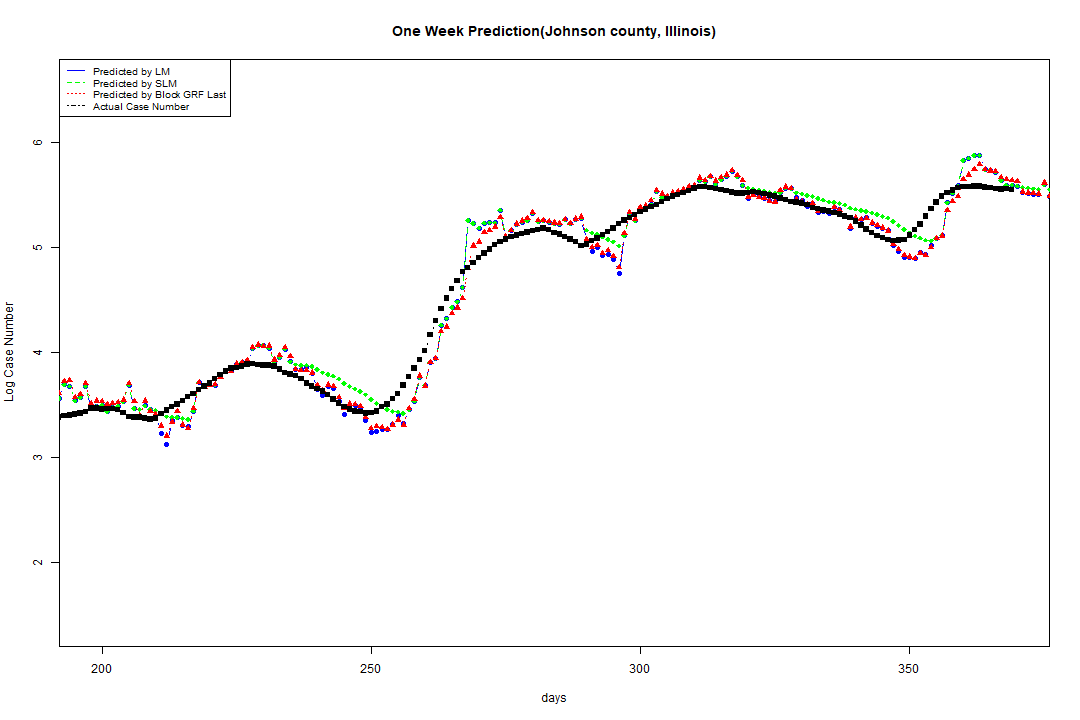 One Week Prediction(Johnson county, Illinois)
Predicted by LM
Predicted by SLM
Predicted by Block GRF Last
Actual Case Number
6
5
4
3
2
Log Case Number
200 250 300 350
days